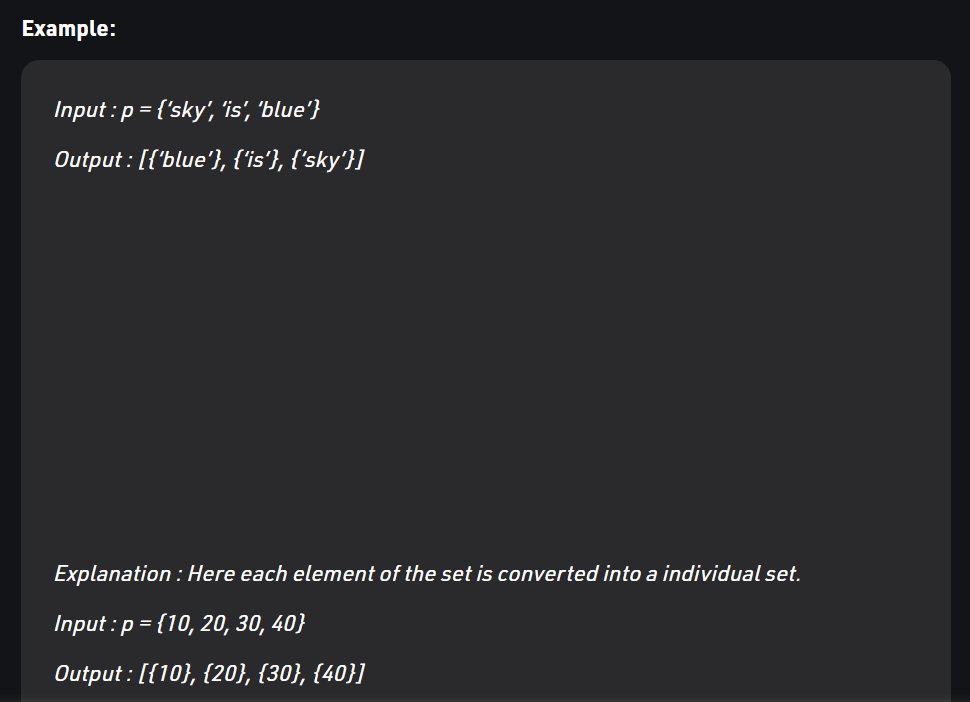 Example:
Input : p = {‘sky’, ‘is’, ‘blue’}
Output : [{‘blue’}, {‘is’}, {‘sky’}]
Explanation : Here each element of the set is converted into a individual set.
Input : p = {10, 20, 30, 40}
Output : [{10}, {20}, {30}, {40}]